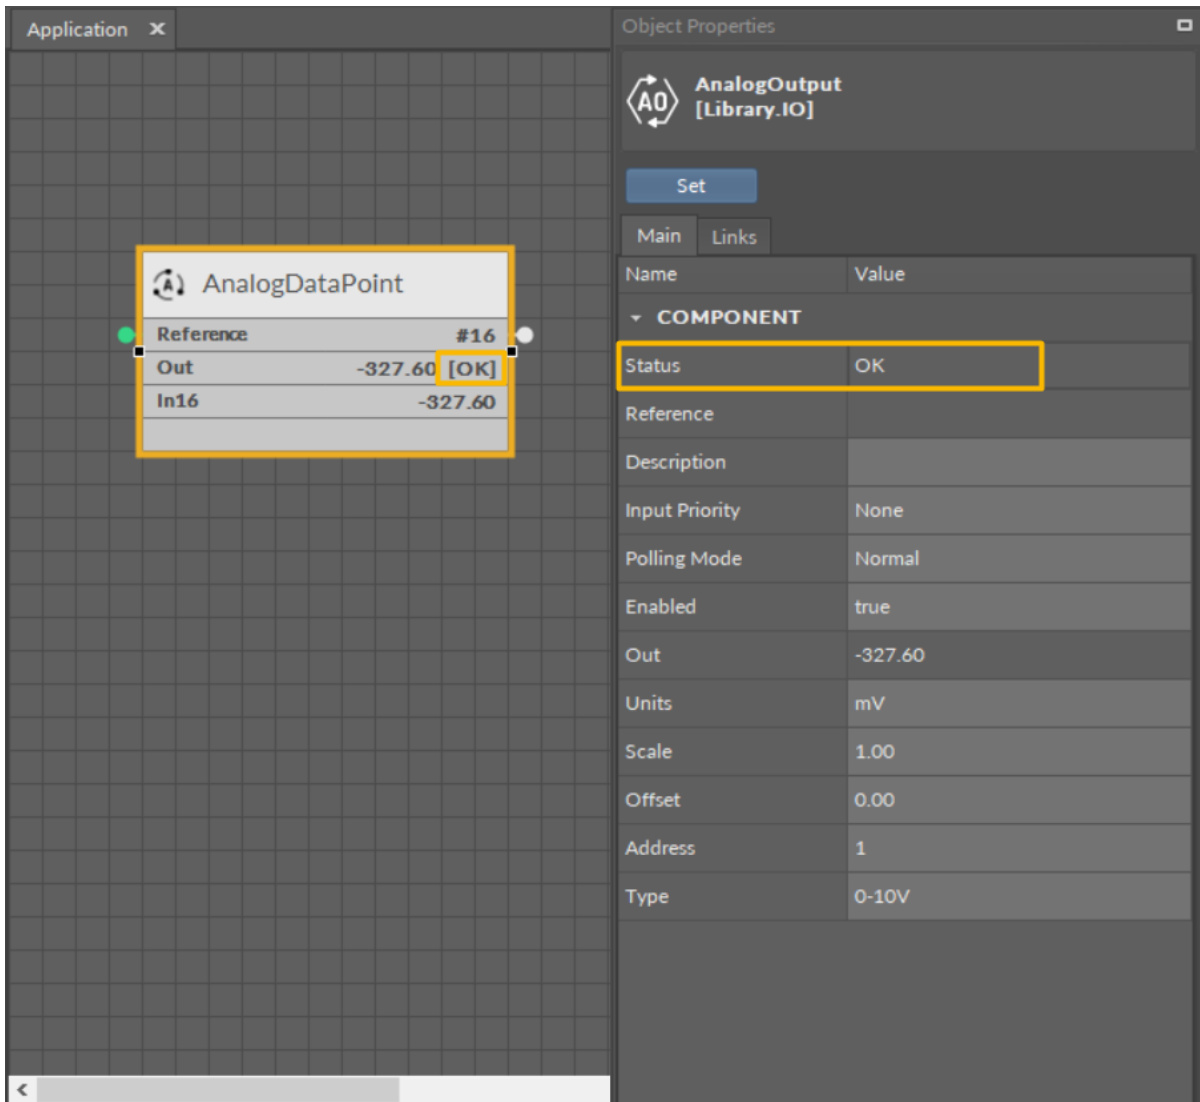 Application
Object Properties
AO
AnalogOutput
[Library.IO]
Set
Main Links
Name Value
COMPONENT
Status OK
Reference
Description
Input Priority None
Polling Mode Normal
Enabled true
Out -327.60
Units mV
Scale 1.00
Offset 0.00
Address 1
Type 0-10V
A AnalogDataPoint
Reference #16
Out -327.60 [OK]
In16 -327.60